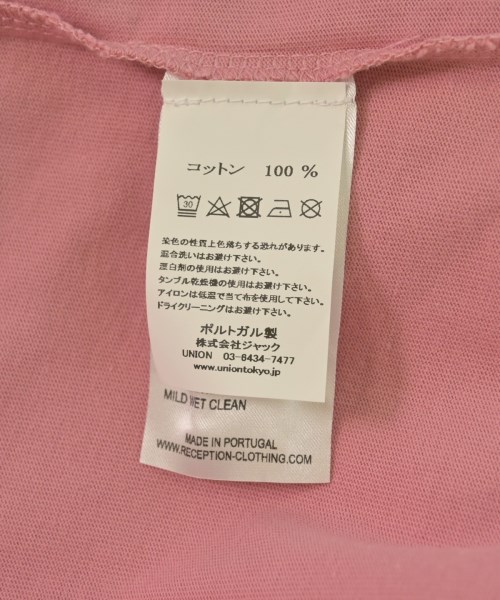 コットン 100 %
30
染色の性質上色落ちする恐れがあります。
混合洗いはお避け下さい。
漂白剤の使用はお避け下さい。
タンブル乾燥機の使用はお避け下さい。
アイロンは低温で当て布を使用して下さい。
ドライクリーニングはお避け下さい。
ポルトガル製
株式会社ジャック
UNION 03-6434-7477
www.uniontokyo.jp
MILD WET CLEAN
MADE IN PORTUGAL
WWW.RECEPTION-CLOTHING.COM